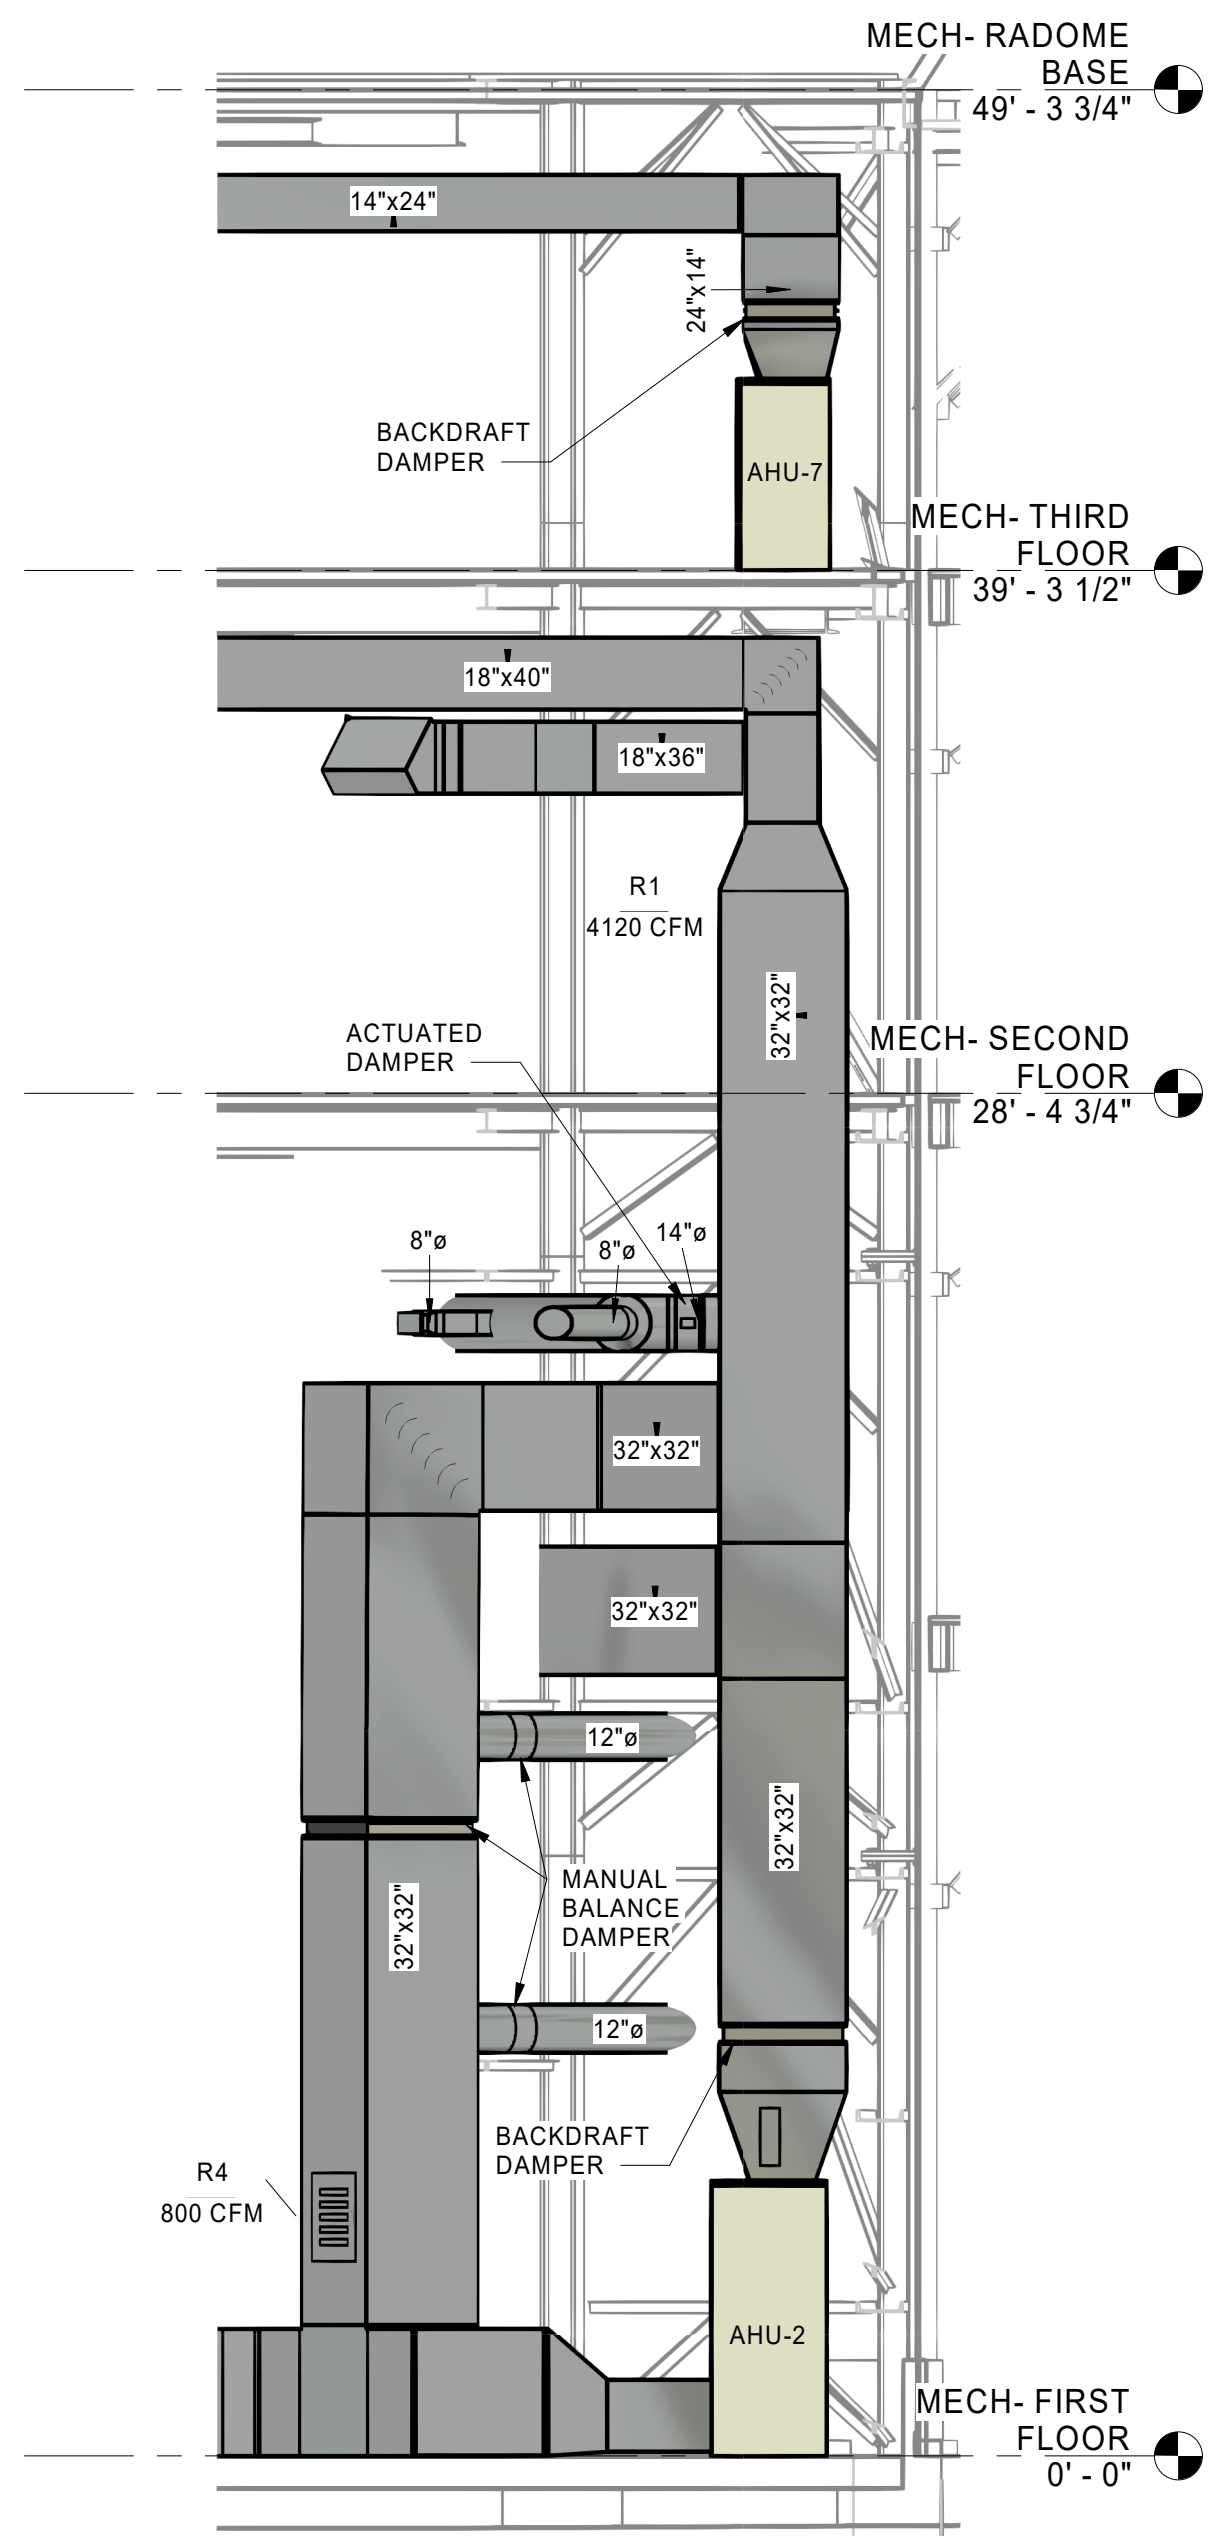 MECH- RADOME
BASE
49' - 3 3/4"
14"x24"
24"x14"
BACKDRAFT
DAMPER
AHU-7
MECH- THIRD
FLOOR
39' - 3 1/2"
18"x40"
18"x36"
R1
4120 CFM
32"x32"
ACTUATED
DAMPER
MECH- SECOND
FLOOR
28' - 4 3/4"
8"ø
8"ø
14"ø
32"x32"
32"x32"
12"ø
32"x32"
MANUAL
BALANCE
DAMPER
32"x32"
12"ø
BACKDRAFT
DAMPER
R4
800 CFM
AHU-2
MECH- FIRST
FLOOR
0' - 0"